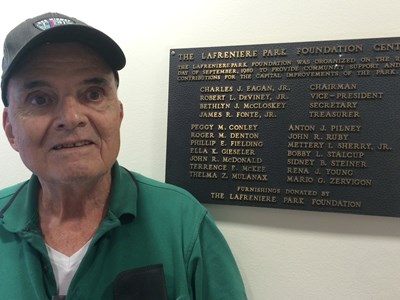 THE LAFRENIERE PARK FOUNDATION CENT
THE LAFRENIERE PARK FOUNDATION WAS ORGANIZED ON THE
DAY OF SEPTEMBER, 1980 TO PROVIDE COMMUNITY SUPPORT AND
CONTRIBUTIONS FOR THE CAPITAL IMPROVEMENTS OF THE PARK.
CHARLES J. EAGAN, JR. CHAIRMAN
ROBERT L. DEVINEY, JR. VICE-PRESIDENT
BETHLYN J. MCCLOSKEY SECRETARY
JAMES R. FONTE, JR. TREASURER
PEGGY M. CONLEY ANTON J. PILNEY
ROGER M. DENTON JOHN R. RUBY
PHILLIP E. FIELDING METTERY I. SHERRY, JR.
ELLA K. GIESELER BOBBY L. STALCUP
JOHN R. MCDONALD SIDNEY B. STEINER
TERRENCE E. MCKEE RENA J. YOUNG
THELMA Z. MULANAX MARIO G. ZERVIGON
FURNISHINGS DONATED BY
THE LAFRENIERE PARK FOUNDATION